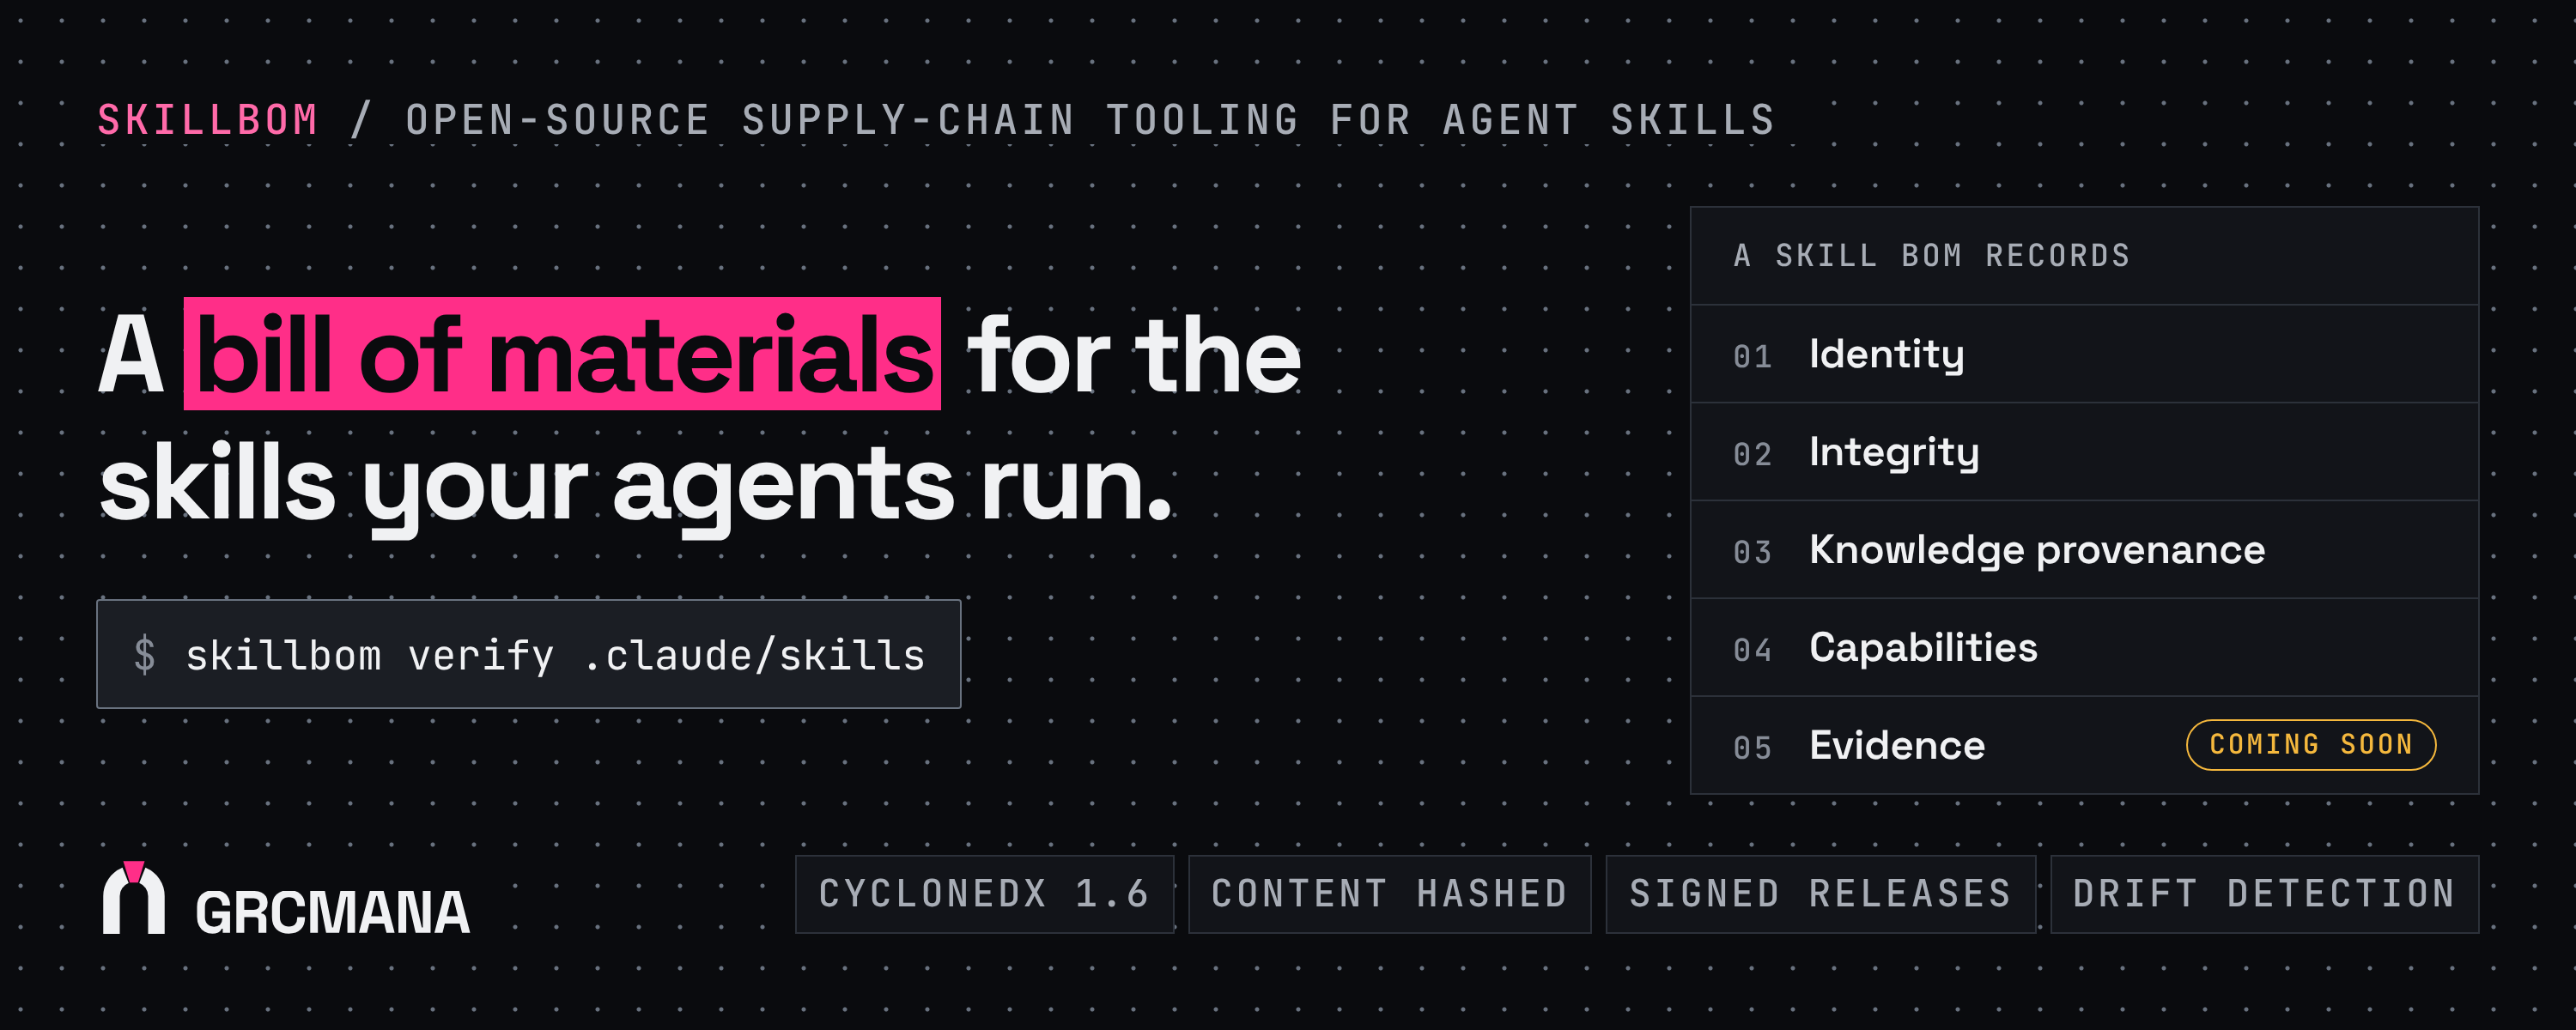 SKILLBOM / OPEN-SOURCE SUPPLY-CHAIN TOOLING FOR AGENT SKILLS
A bill of materials for the
skills your agents run.
$ skillbom verify .claude/skills
A SKILL BOM RECORDS
01 Identity
02 Integrity
03 Knowledge provenance
04 Capabilities
05 Evidence COMING SOON
GRCMANA
CYCLONEDX 1.6
CONTENT HASHED
SIGNED RELEASES
DRIFT DETECTION